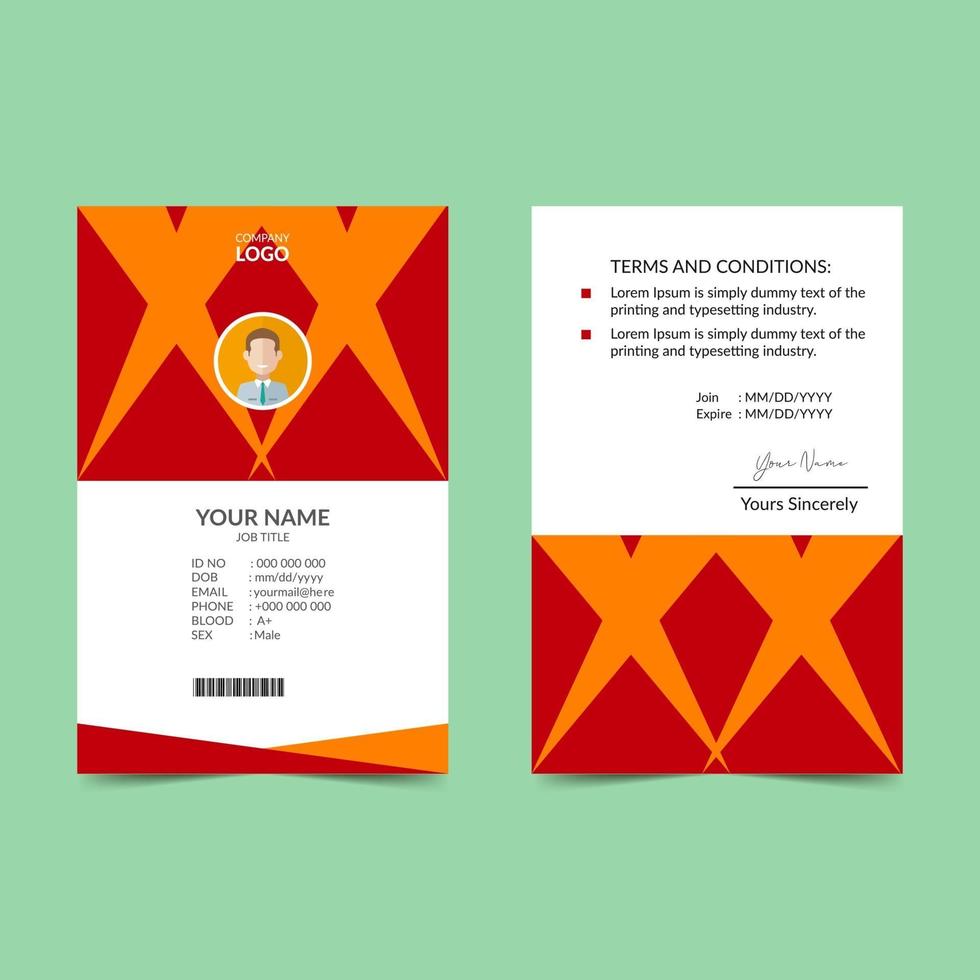 COMPANY
LOGO
YOUR NAME
JOB TITLE
ID NO : 000 000 000
DOB : mm/dd/yyyy
EMAIL : yourmail@here
PHONE : +000 000 000
BLOOD : A+
SEX : Male
TERMS AND CONDITIONS:
Lorem Ipsum is simply dummy text of the
printing and typesetting industry.
Lorem Ipsum is simply dummy text of the
printing and typesetting industry.
Join : MM/DD/YYYY
Expire : MM/DD/YYYY
Your Name
Yours Sincerely